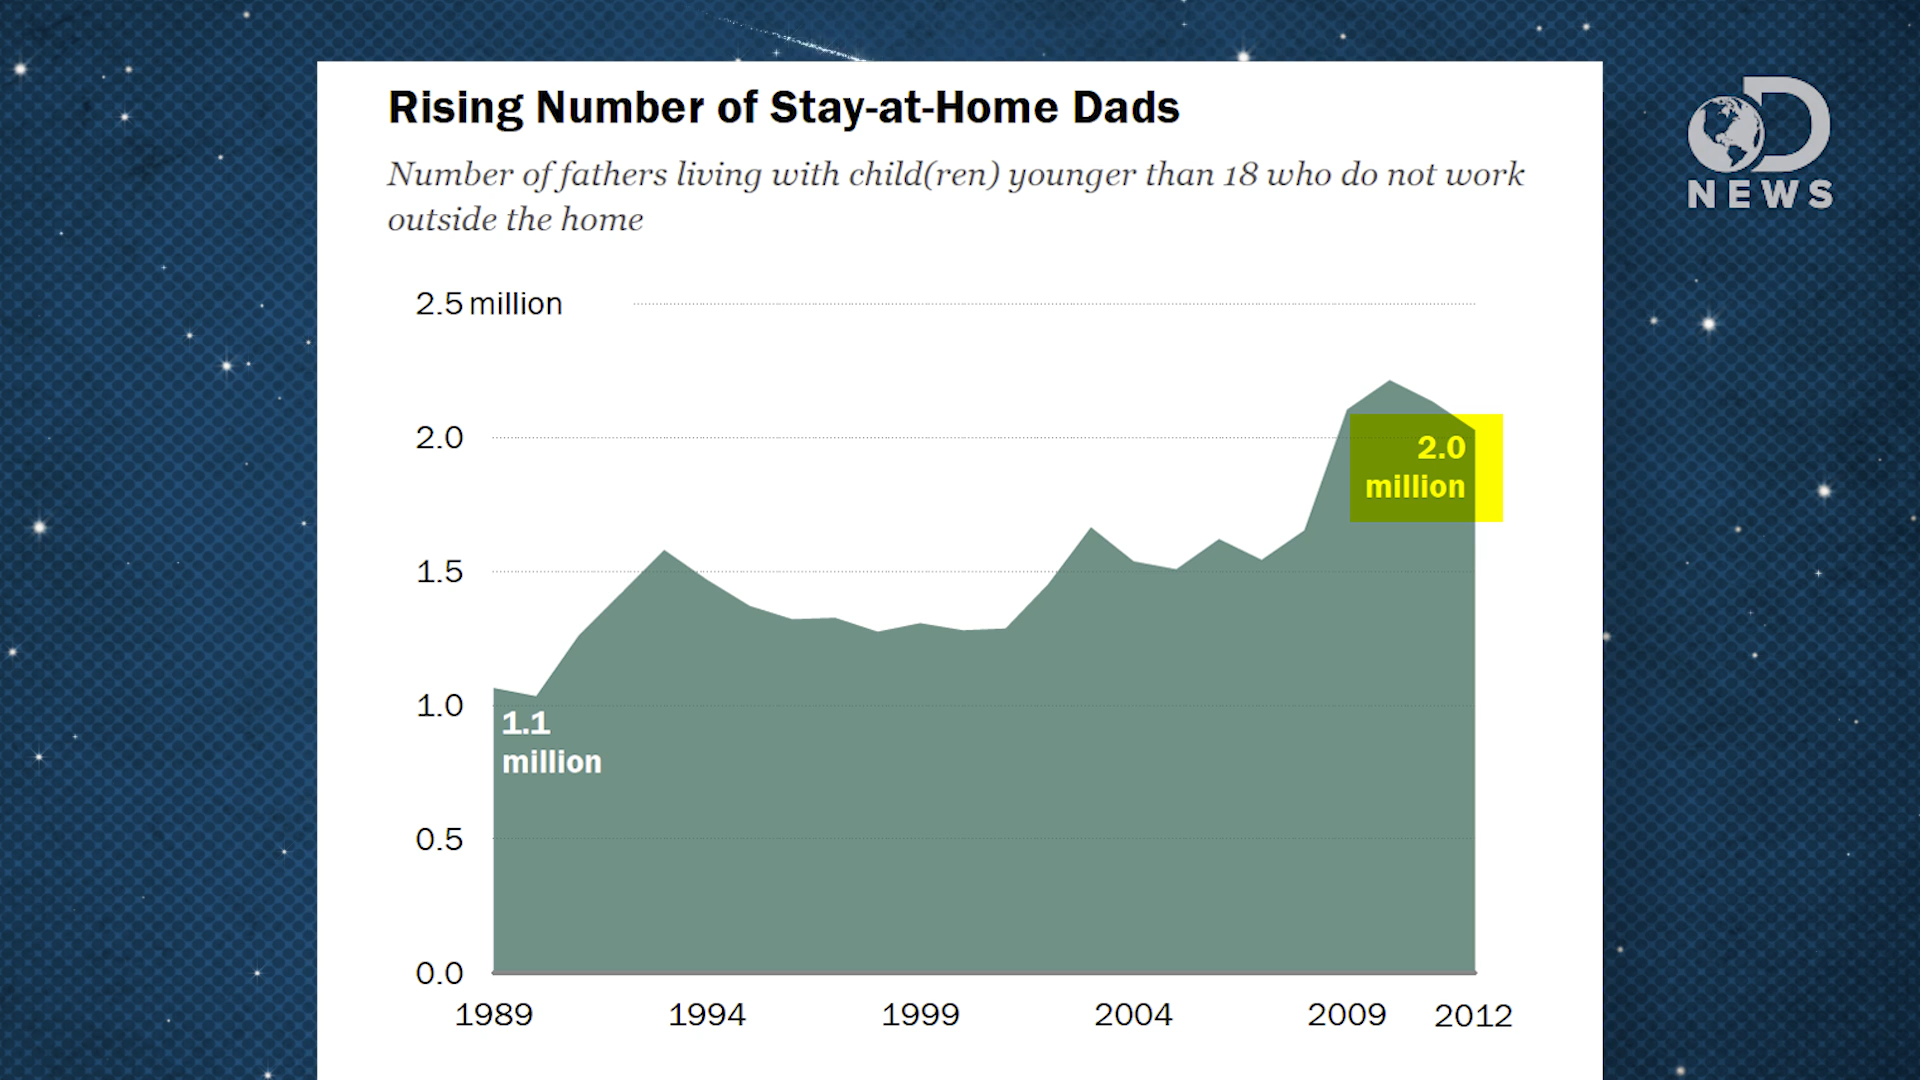 Rising Number of Stay-at-Home Dads
Number of fathers living with child(ren) younger than 18 who do not work
outside the home
2.5 million
2.0
1.5
1.0
0.5
0.0
1.1
million
2.0
million
1989 1994 1999 2004 2009 2012
D
NEWS